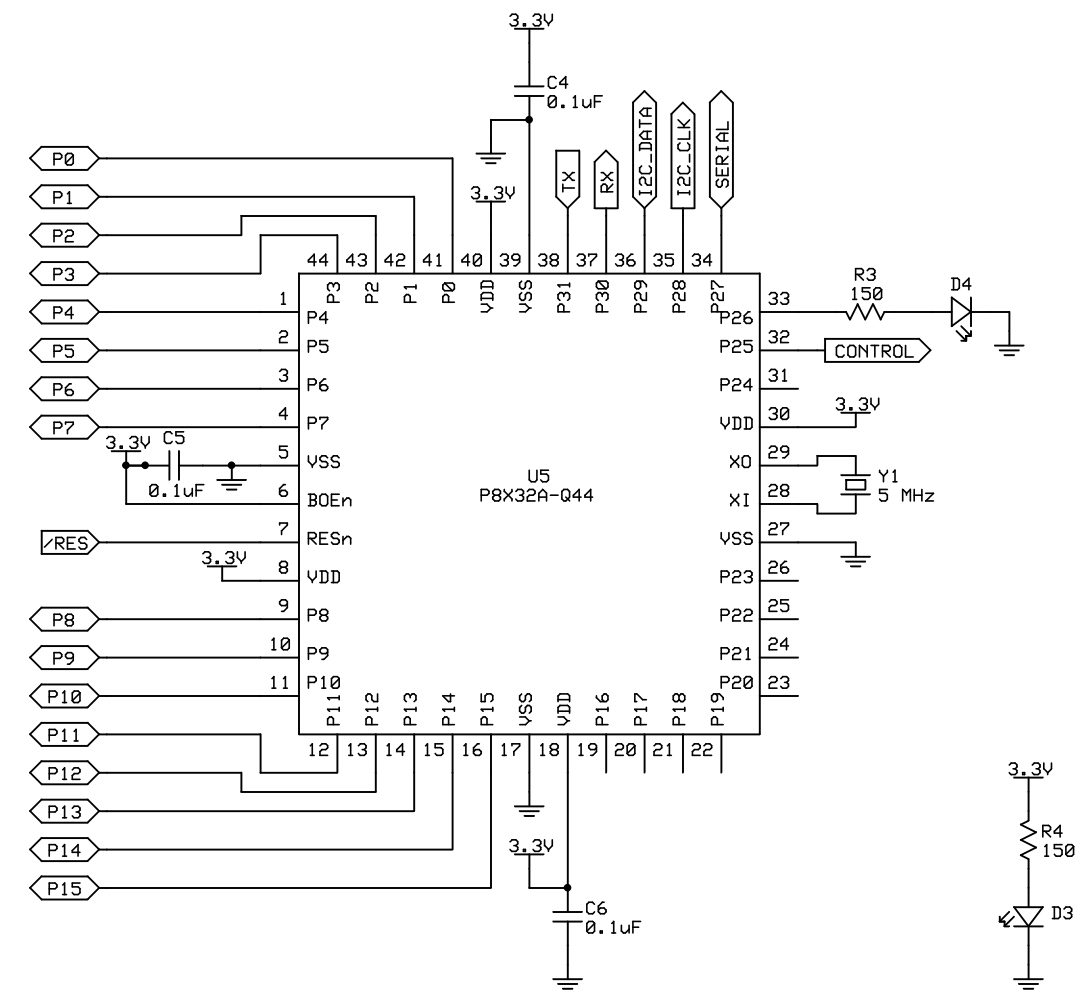 3.3V
C4
0.1uF
TX
RX
I2C_DATA
I2C_CLK
SERIAL
P0
P1
P2
P3
P4
P5
P6
P7
3.3V
44 43 42 41 40 39 38 37 36 35 34
P3 P2 P1 P0 VDD VSS P31 P30 P29 P28 P27
1 P4
2 P5
3 P6
4 P7
3.3V
C5
0.1uF
5 VSS
6 BOEn
/RES
7 RESn
3.3V
8 VDD
P8
9 P8
P9
10 P9
P10
11 P10
P11
P12
P13
P14
P15
U5
P8X32A-Q44
P26 33
R3
150
D4
P25 32
CONTROL
P24 31
VDD 30
3.3V
XO 29
XI 28
Y1
5 MHz
VSS 27
P23 26
P22 25
P21 24
P20 23
P11 P12 P13 P14 P15 VSS VDD P16 P17 P18 P19
12 13 14 15 16 17 18 19 20 21 22
3.3V
C6
0.1uF
3.3V
R4
150
D3